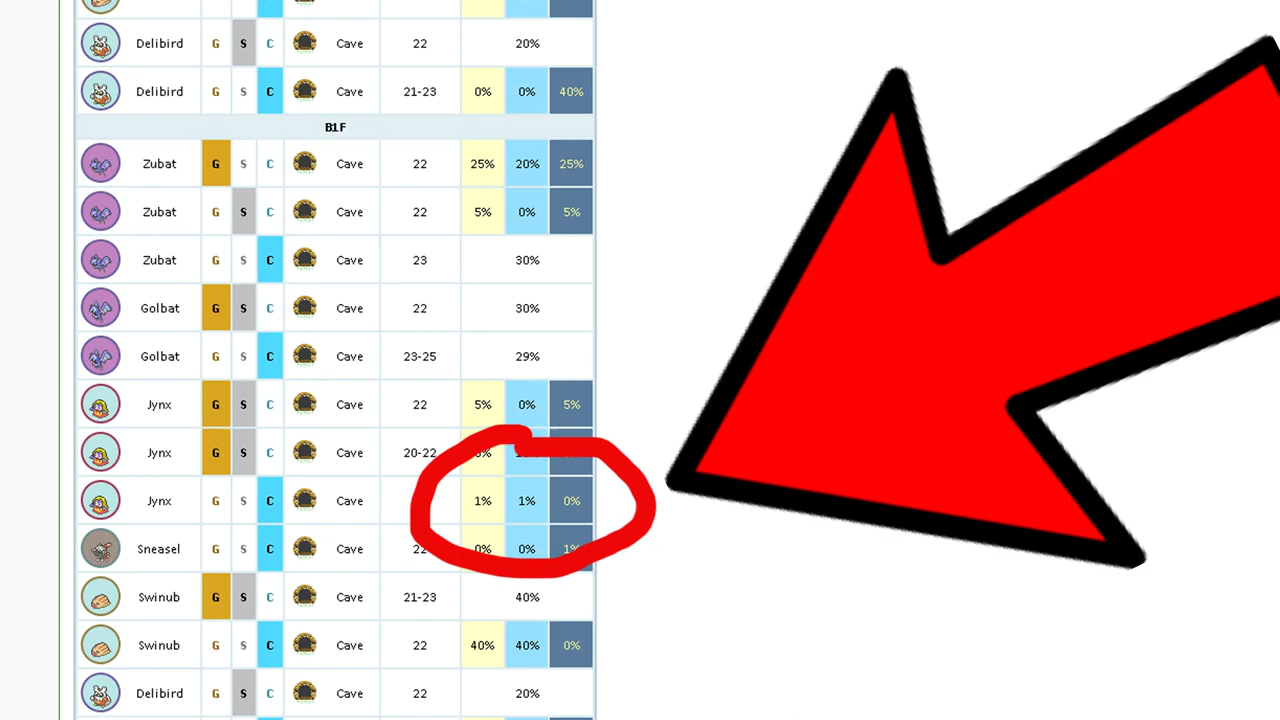 Delibird G S C Cave 22 20%
Delibird G S C Cave 21-23 0% 0% 40%
B1F
Zubat G S C Cave 22 25% 20% 25%
Zubat G S C Cave 22 5% 0% 5%
Zubat G S C Cave 23 30%
Golbat G S C Cave 22 30%
Golbat G S C Cave 23-25 29%
Jynx G S C Cave 22 5% 0% 5%
Jynx G S C Cave 20-22
Jynx G S C Cave 1% 1% 0%
Sneasel G S C Cave 0% 0% 1%
Swinub G S C Cave 21-23 40%
Swinub G S C Cave 22 40% 40% 0%
Delibird G S C Cave 22 20%